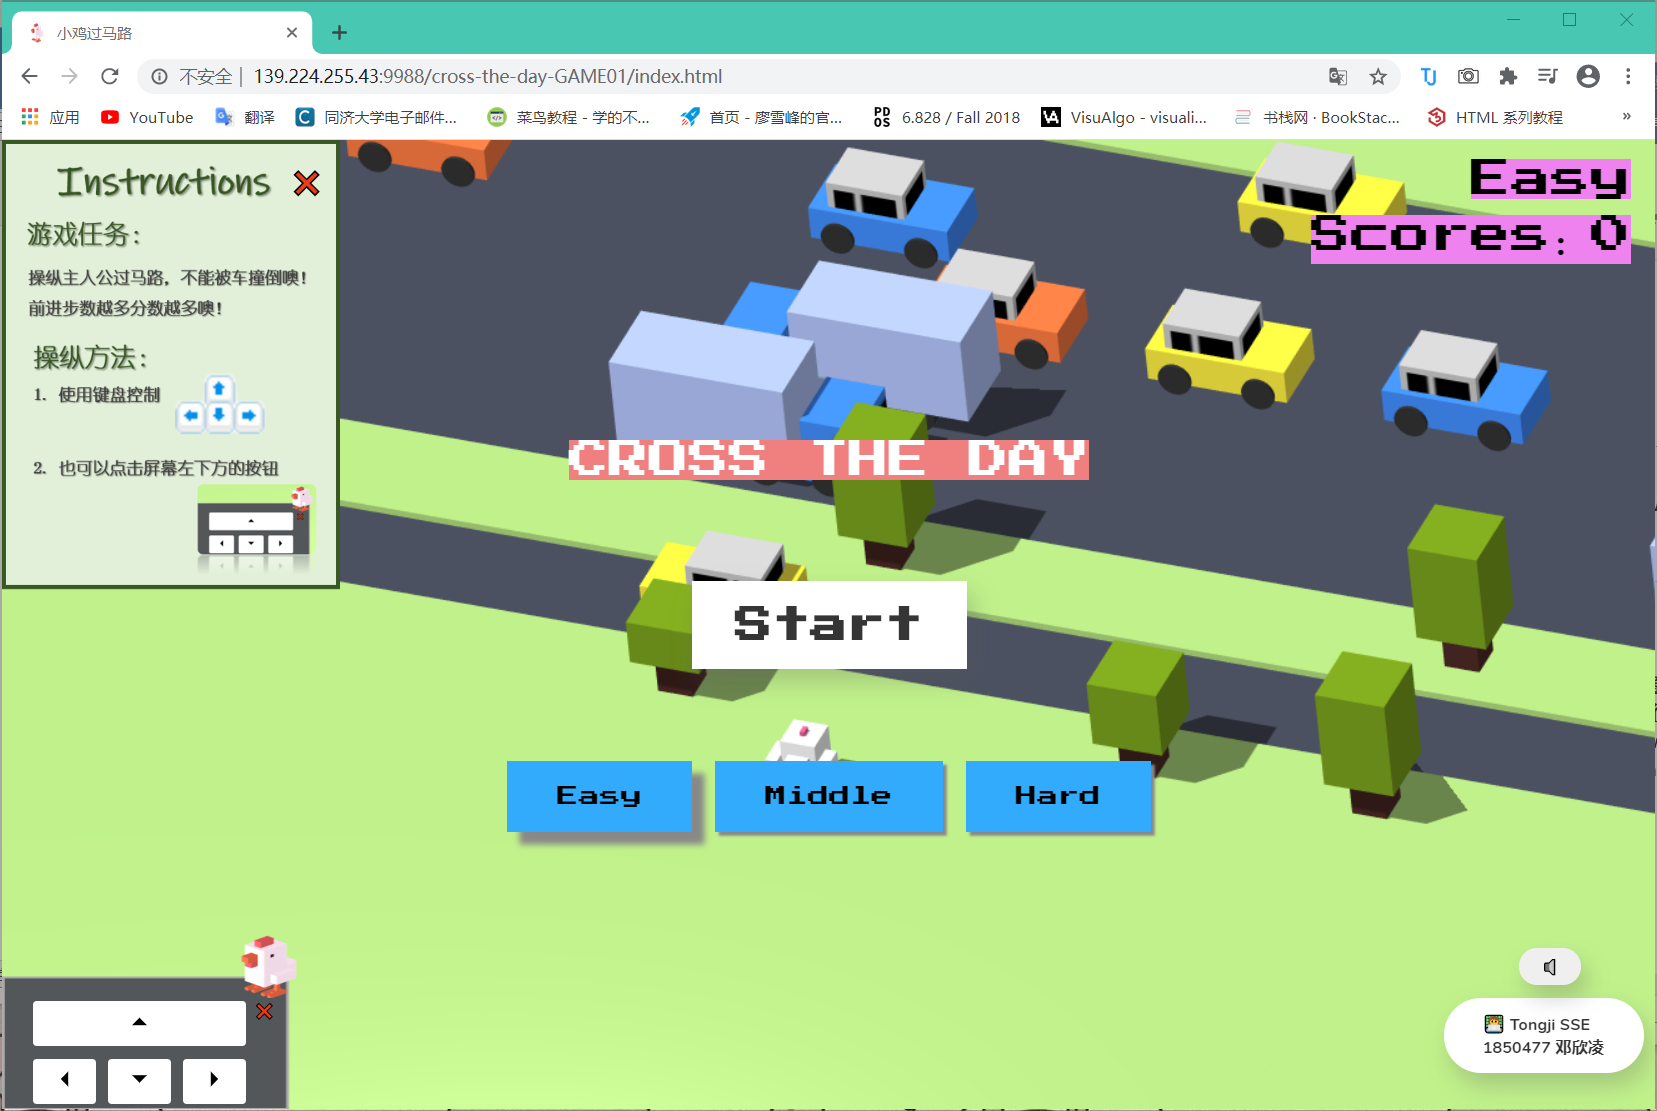 小鸡过马路
不安全 139.224.255.43:9988/cross-the-day-GAME01/index.html
应用 YouTube 翻译 同济大学电子邮件... 菜鸟教程 - 学的不... 首页 - 廖雪峰的官... PDOS 6.828 / Fall 2018 VisuAlgo - visuali... 书栈网 · BookStac... HTML 系列教程 »
Instructions
游戏任务：
操纵主人公过马路，不能被车撞倒噢！
前进步数越多分数越多噢！
操纵方法：
1. 使用键盘控制
2. 也可以点击屏幕左下方的按钮
Easy
Scores: 0
CROSS THE DAY
Start
Easy Middle Hard
Tongji SSE
1850477 邓欣凌